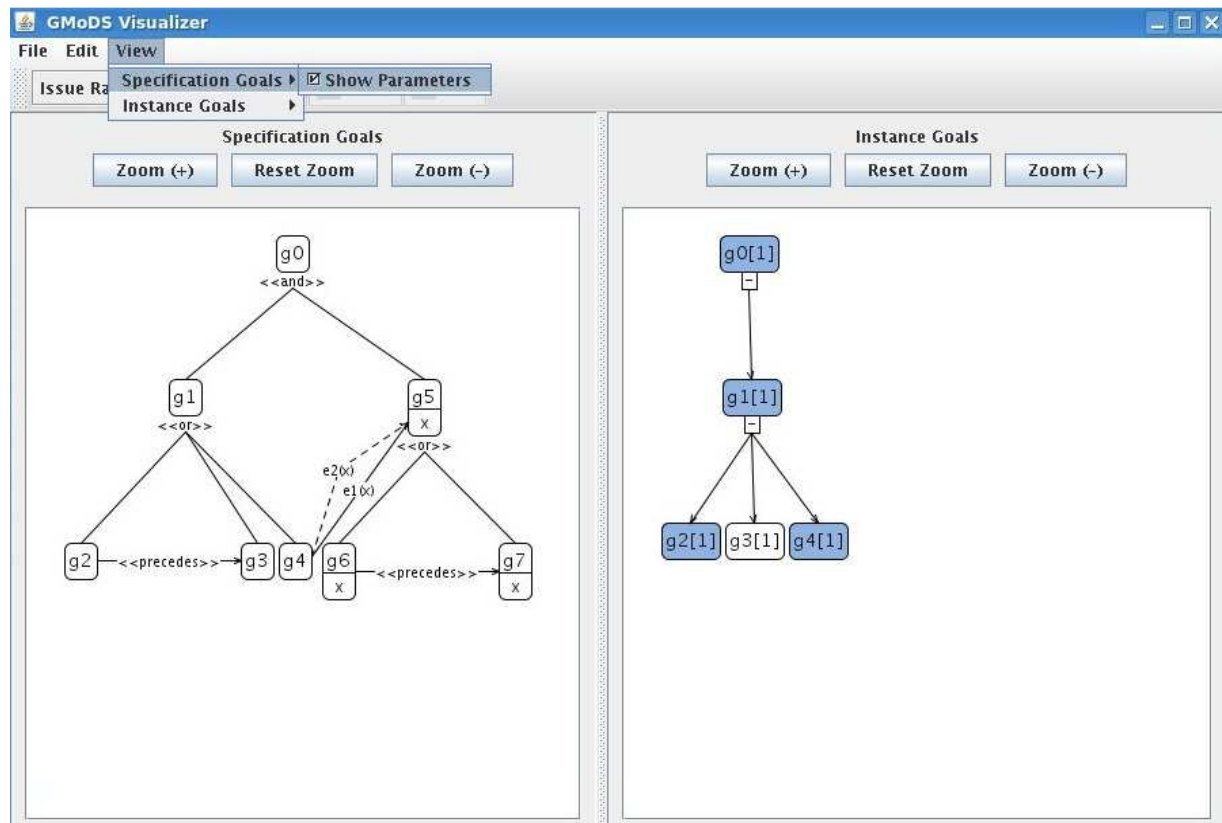 GMoDS Visualizer
File Edit View
Issue Ra
Specification Goals
Show Parameters
Instance Goals
Specification Goals
Zoom (+) Reset Zoom Zoom (-)
g0
<<and>>
g1
<<or>>
g5
x
<<or>>
e2(x)
e1(x)
g2
<<precedes>>
g3
g4
g6
x
<<precedes>>
g7
x
Instance Goals
Zoom (+) Reset Zoom Zoom (-)
g0[1]
-
g1[1]
-
g2[1] g3[1] g4[1]